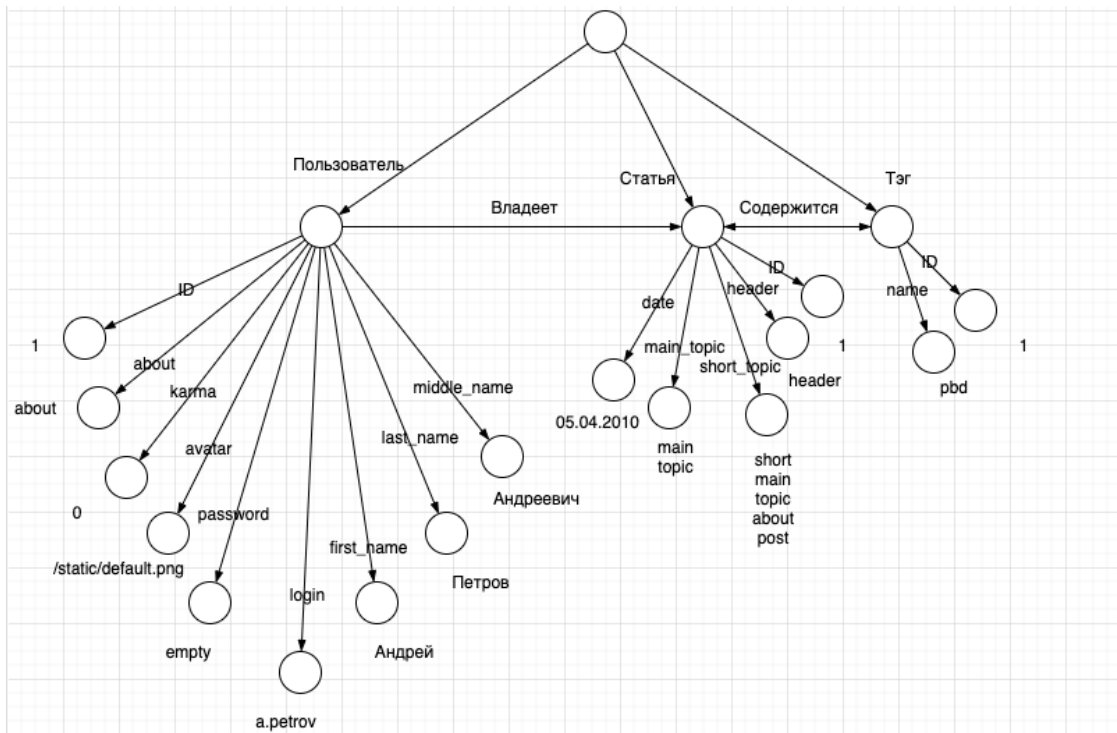 Пользователь
Статья
Тэг
Владеет
Содержится
ID
ID
ID
date
header
name
1
about
main_topic
short_topic
1
1
karma
middle_name
header
pbd
about
05.04.2010
avatar
last_name
main
topic
short
main
topic
about
post
Андреевич
0
password
/static/default.png
first_name
Петров
login
empty
Андрей
a.petrov